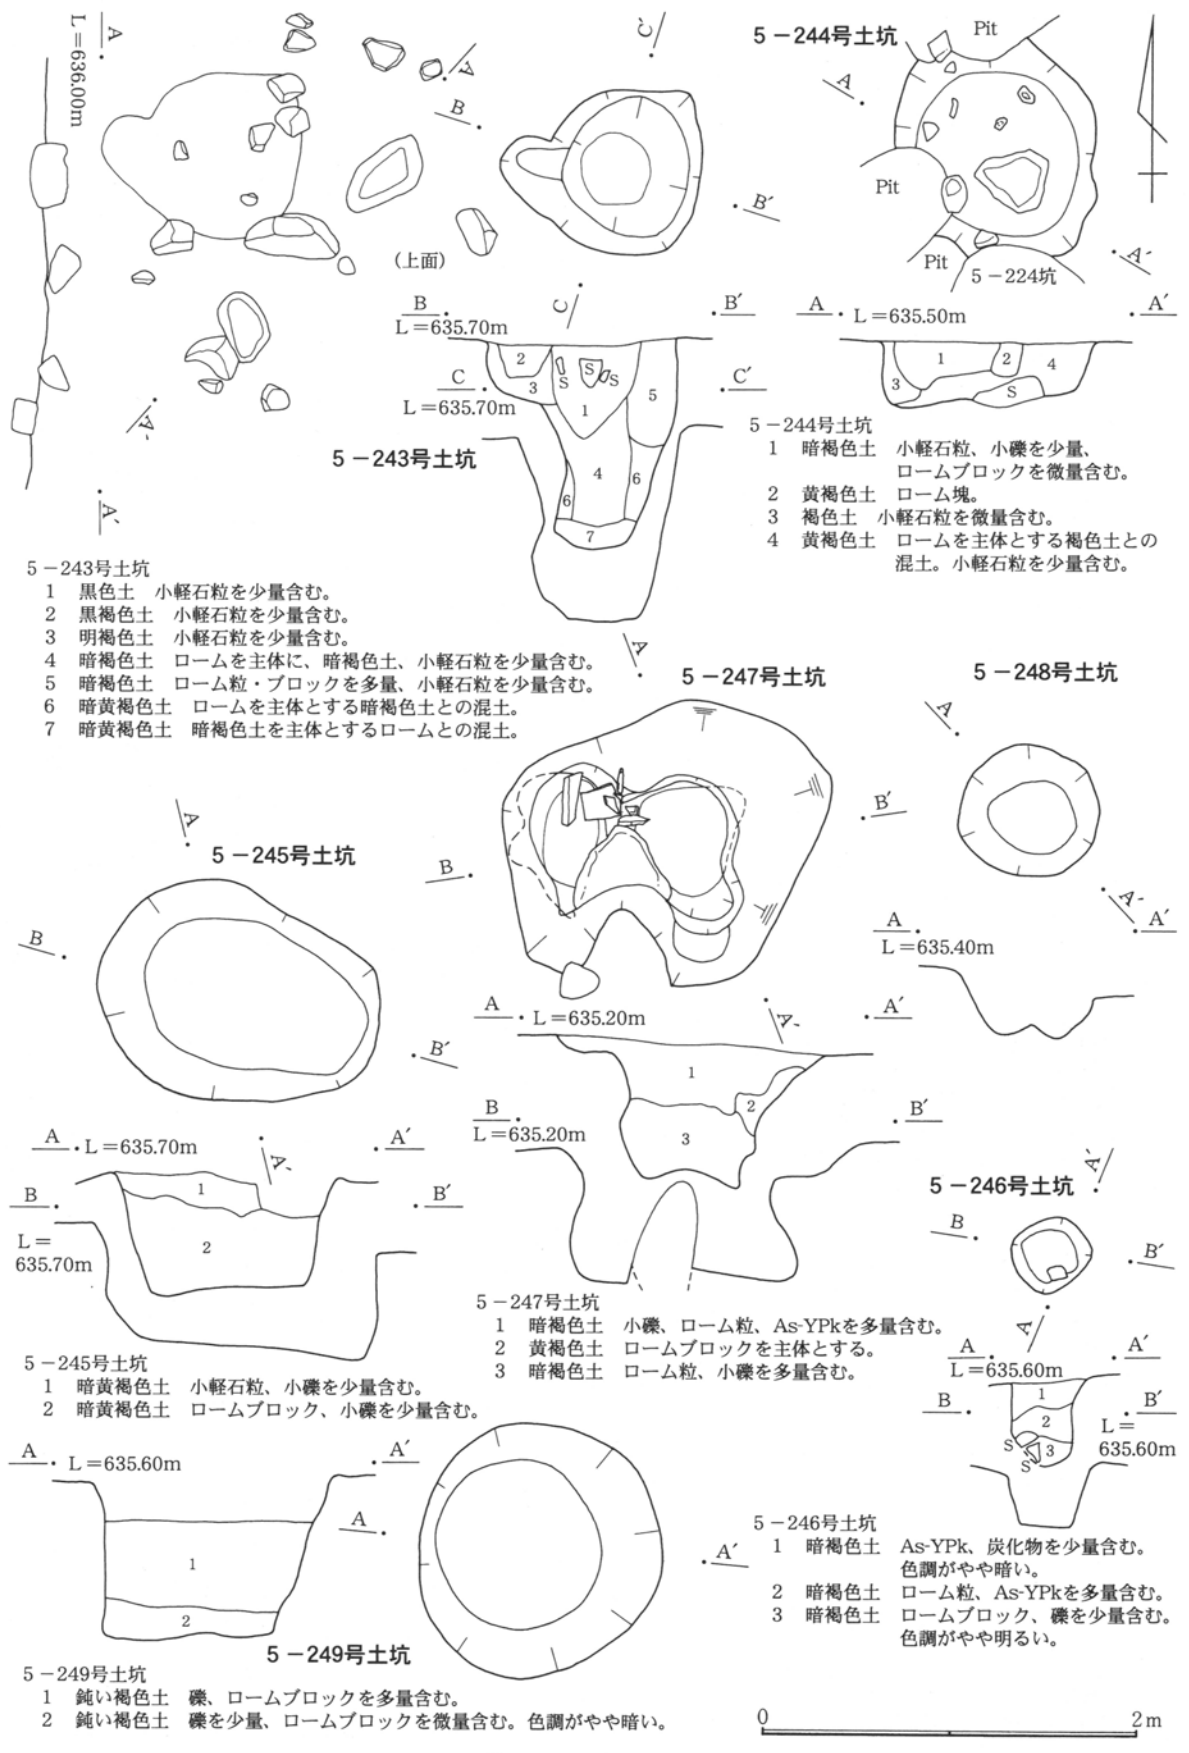 A
L＝636.00m
A′
B
C′
B′
C
(上面)
A
A′
5－244号土坑
Pit
A
Pit
Pit
5－224坑
A′
B
L＝635.70m
B′
C
L＝635.70m
C′
2
3
S
S
S
1
5
4
6
6
7
5－243号土坑
A
L＝635.50m
A′
1
2
3
4
S
5－244号土坑
1 暗褐色土 小軽石粒、小礫を少量、
ロームブロックを微量含む。
2 黄褐色土 ローム塊。
3 褐色土 小軽石粒を微量含む。
4 黄褐色土 ロームを主体とする褐色土との
混土。小軽石粒を少量含む。
5－243号土坑
1 黒色土 小軽石粒を少量含む。
2 黒褐色土 小軽石粒を少量含む。
3 明褐色土 小軽石粒を少量含む。
4 暗褐色土 ロームを主体に、暗褐色土、小軽石粒を少量含む。
5 暗褐色土 ローム粒・ブロックを多量、小軽石粒を少量含む。
6 暗黄褐色土 ロームを主体とする暗褐色土との混土。
7 暗黄褐色土 暗褐色土を主体とするロームとの混土。
A
5－247号土坑
B
B′
A′
5－248号土坑
A
A′
A
L＝635.40m
A′
A
5－245号土坑
B
B′
A′
A
L＝635.70m
A′
B
L＝
635.70m
B′
1
2
A
L＝635.20m
A′
1
2
3
B
L＝635.20m
B′
5－246号土坑
A′
B
B′
A
A
L＝635.60m
A′
B
B′
L＝
635.60m
1
2
3
S
S
5－247号土坑
1 暗褐色土 小礫、ローム粒、As-YPkを多量含む。
2 黄褐色土 ロームブロックを主体とする。
3 暗褐色土 ローム粒、小礫を多量含む。
5－245号土坑
1 暗黄褐色土 小軽石粒、小礫を少量含む。
2 暗黄褐色土 ロームブロック、小礫を少量含む。
A
L＝635.60m
A′
1
2
A
A′
5－249号土坑
5－246号土坑
1 暗褐色土 As-YPk、炭化物を少量含む。
色調がやや暗い。
2 暗褐色土 ローム粒、As-YPkを多量含む。
3 暗褐色土 ロームブロック、礫を少量含む。
色調がやや明るい。
5－249号土坑
1 鈍い褐色土 礫、ロームブロックを多量含む。
2 鈍い褐色土 礫を少量、ロームブロックを微量含む。色調がやや暗い。
0
2m